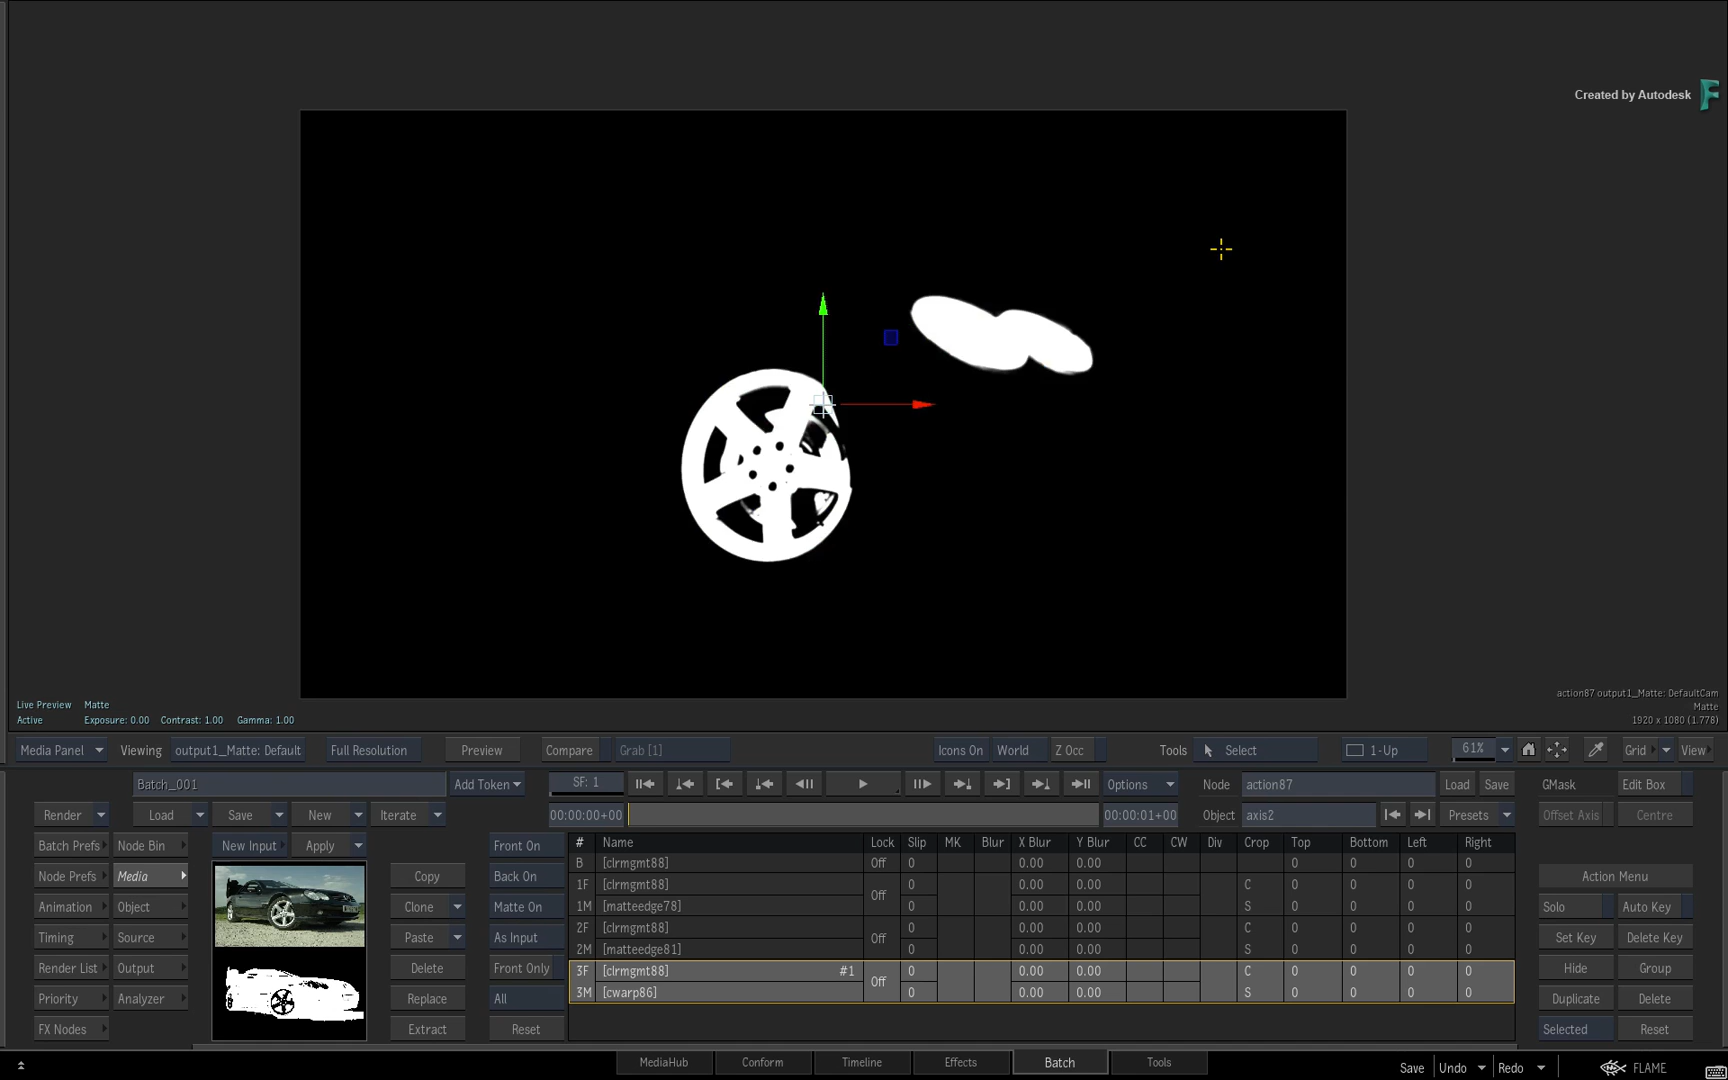 Created by Autodesk
Live Preview Matte
Active Exposure: 0.00 Contrast: 1.00 Gamma: 1.00
action87 output1_Matte: DefaultCam
Matte
1920 x 1080 (1.778)
Media Panel Viewing output1_Matte: Default Full Resolution Preview Compare Grab [1] Icons On World Z Occ Tools Select 1-Up 61% Grid View
Batch_001 Add Token SF: 1 Options Node action87 Load Save GMask Edit Box
Render Load Save New Iterate 00:00:00+00 00:00:01+00 Object axis2 Presets Offset Axis Centre
Batch Prefs Node Bin New Input Apply Front On # Name Lock Slip MK Blur X Blur Y Blur CC CW Div Crop Top Bottom Left Right
B [clrmgmt88] Off 0 0.00 0.00 0 0 0 0
Node Prefs Media Copy Back On Action Menu
1F [clrmgmt88] Off 0 0.00 0.00 C 0 0 0 0
Animation Object Clone Matte On 1M [matteedge78] 0 0.00 0.00 S 0 0 0 0 Solo Auto Key
2F [clrmgmt88] Off 0 0.00 0.00 C 0 0 0 0
Timing Source Paste As Input Set Key Delete Key
2M [matteedge81] 0 0.00 0.00 S 0 0 0 0
Render List Output Delete Front Only 3F [clrmgmt88] #1 Off 0 0.00 0.00 C 0 0 0 0 Hide Group
Priority Analyzer Replace All 3M [cwarp86] 0 0.00 0.00 S 0 0 0 0 Duplicate Delete
FX Nodes Extract Reset Selected Reset
MediaHub Conform Timeline Effects Batch Tools Save Undo Redo FLAME